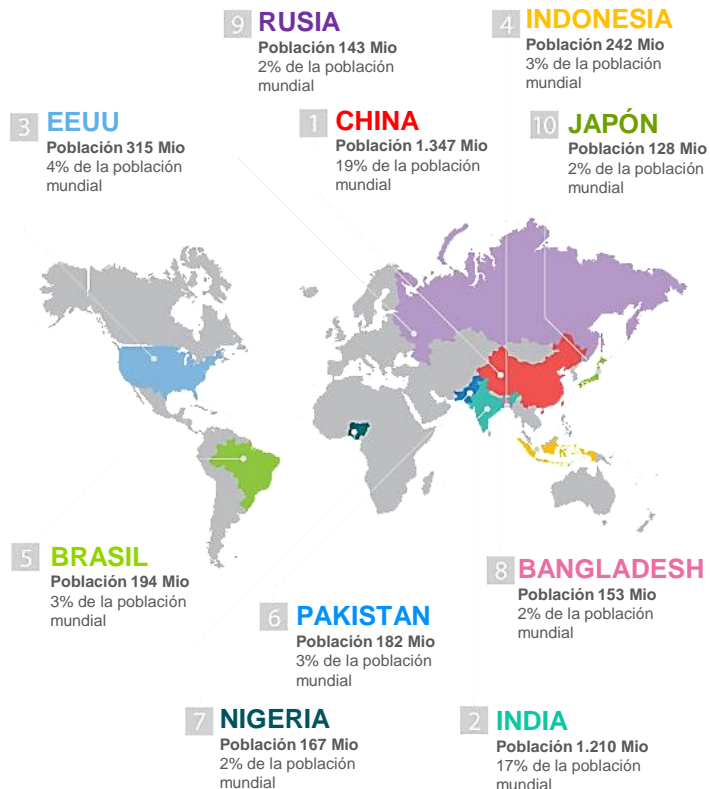 9 RUSIA
Población 143 Mio
2% de la población
mundial
4 INDONESIA
Población 242 Mio
3% de la población
mundial
3 EEUU
Población 315 Mio
4% de la población
mundial
1 CHINA
Población 1.347 Mio
19% de la población
mundial
10 JAPÓN
Población 128 Mio
2% de la población
mundial
5 BRASIL
Población 194 Mio
3% de la población
mundial
6 PAKISTAN
Población 182 Mio
3% de la población
mundial
8 BANGLADESH
Población 153 Mio
2% de la población
mundial
7 NIGERIA
Población 167 Mio
2% de la población
mundial
2 INDIA
Población 1.210 Mio
17% de la población
mundial